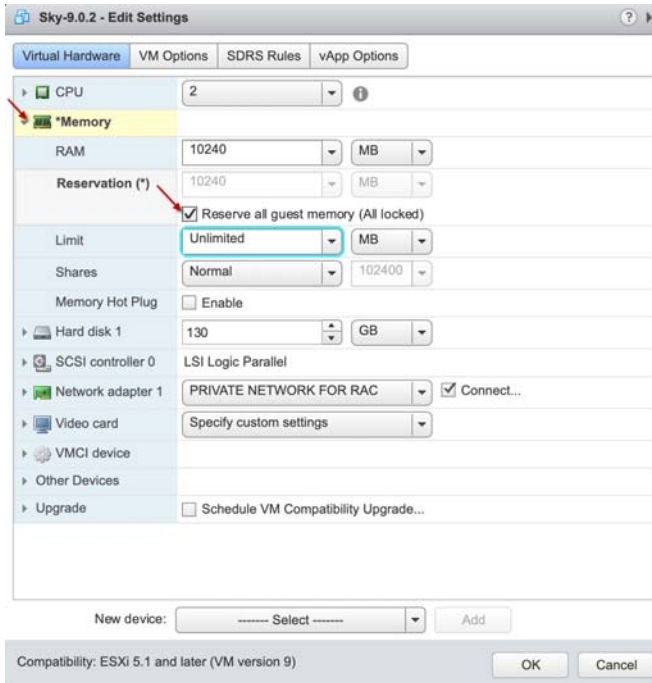 Sky-9.0.2 - Edit Settings ?
Virtual Hardware VM Options SDRS Rules vApp Options
CPU 2
*Memory
RAM 10240 MB
Reservation (*) 10240 MB
Reserve all guest memory (All locked)
Limit Unlimited MB
Shares Normal 102400
Memory Hot Plug Enable
Hard disk 1 130 GB
SCSI controller 0 LSI Logic Parallel
Network adapter 1 PRIVATE NETWORK FOR RAC Connect...
Video card Specify custom settings
VMCI device
Other Devices
Upgrade Schedule VM Compatibility Upgrade...
New device: ------- Select ------- Add
Compatibility: ESXi 5.1 and later (VM version 9) OK Cancel